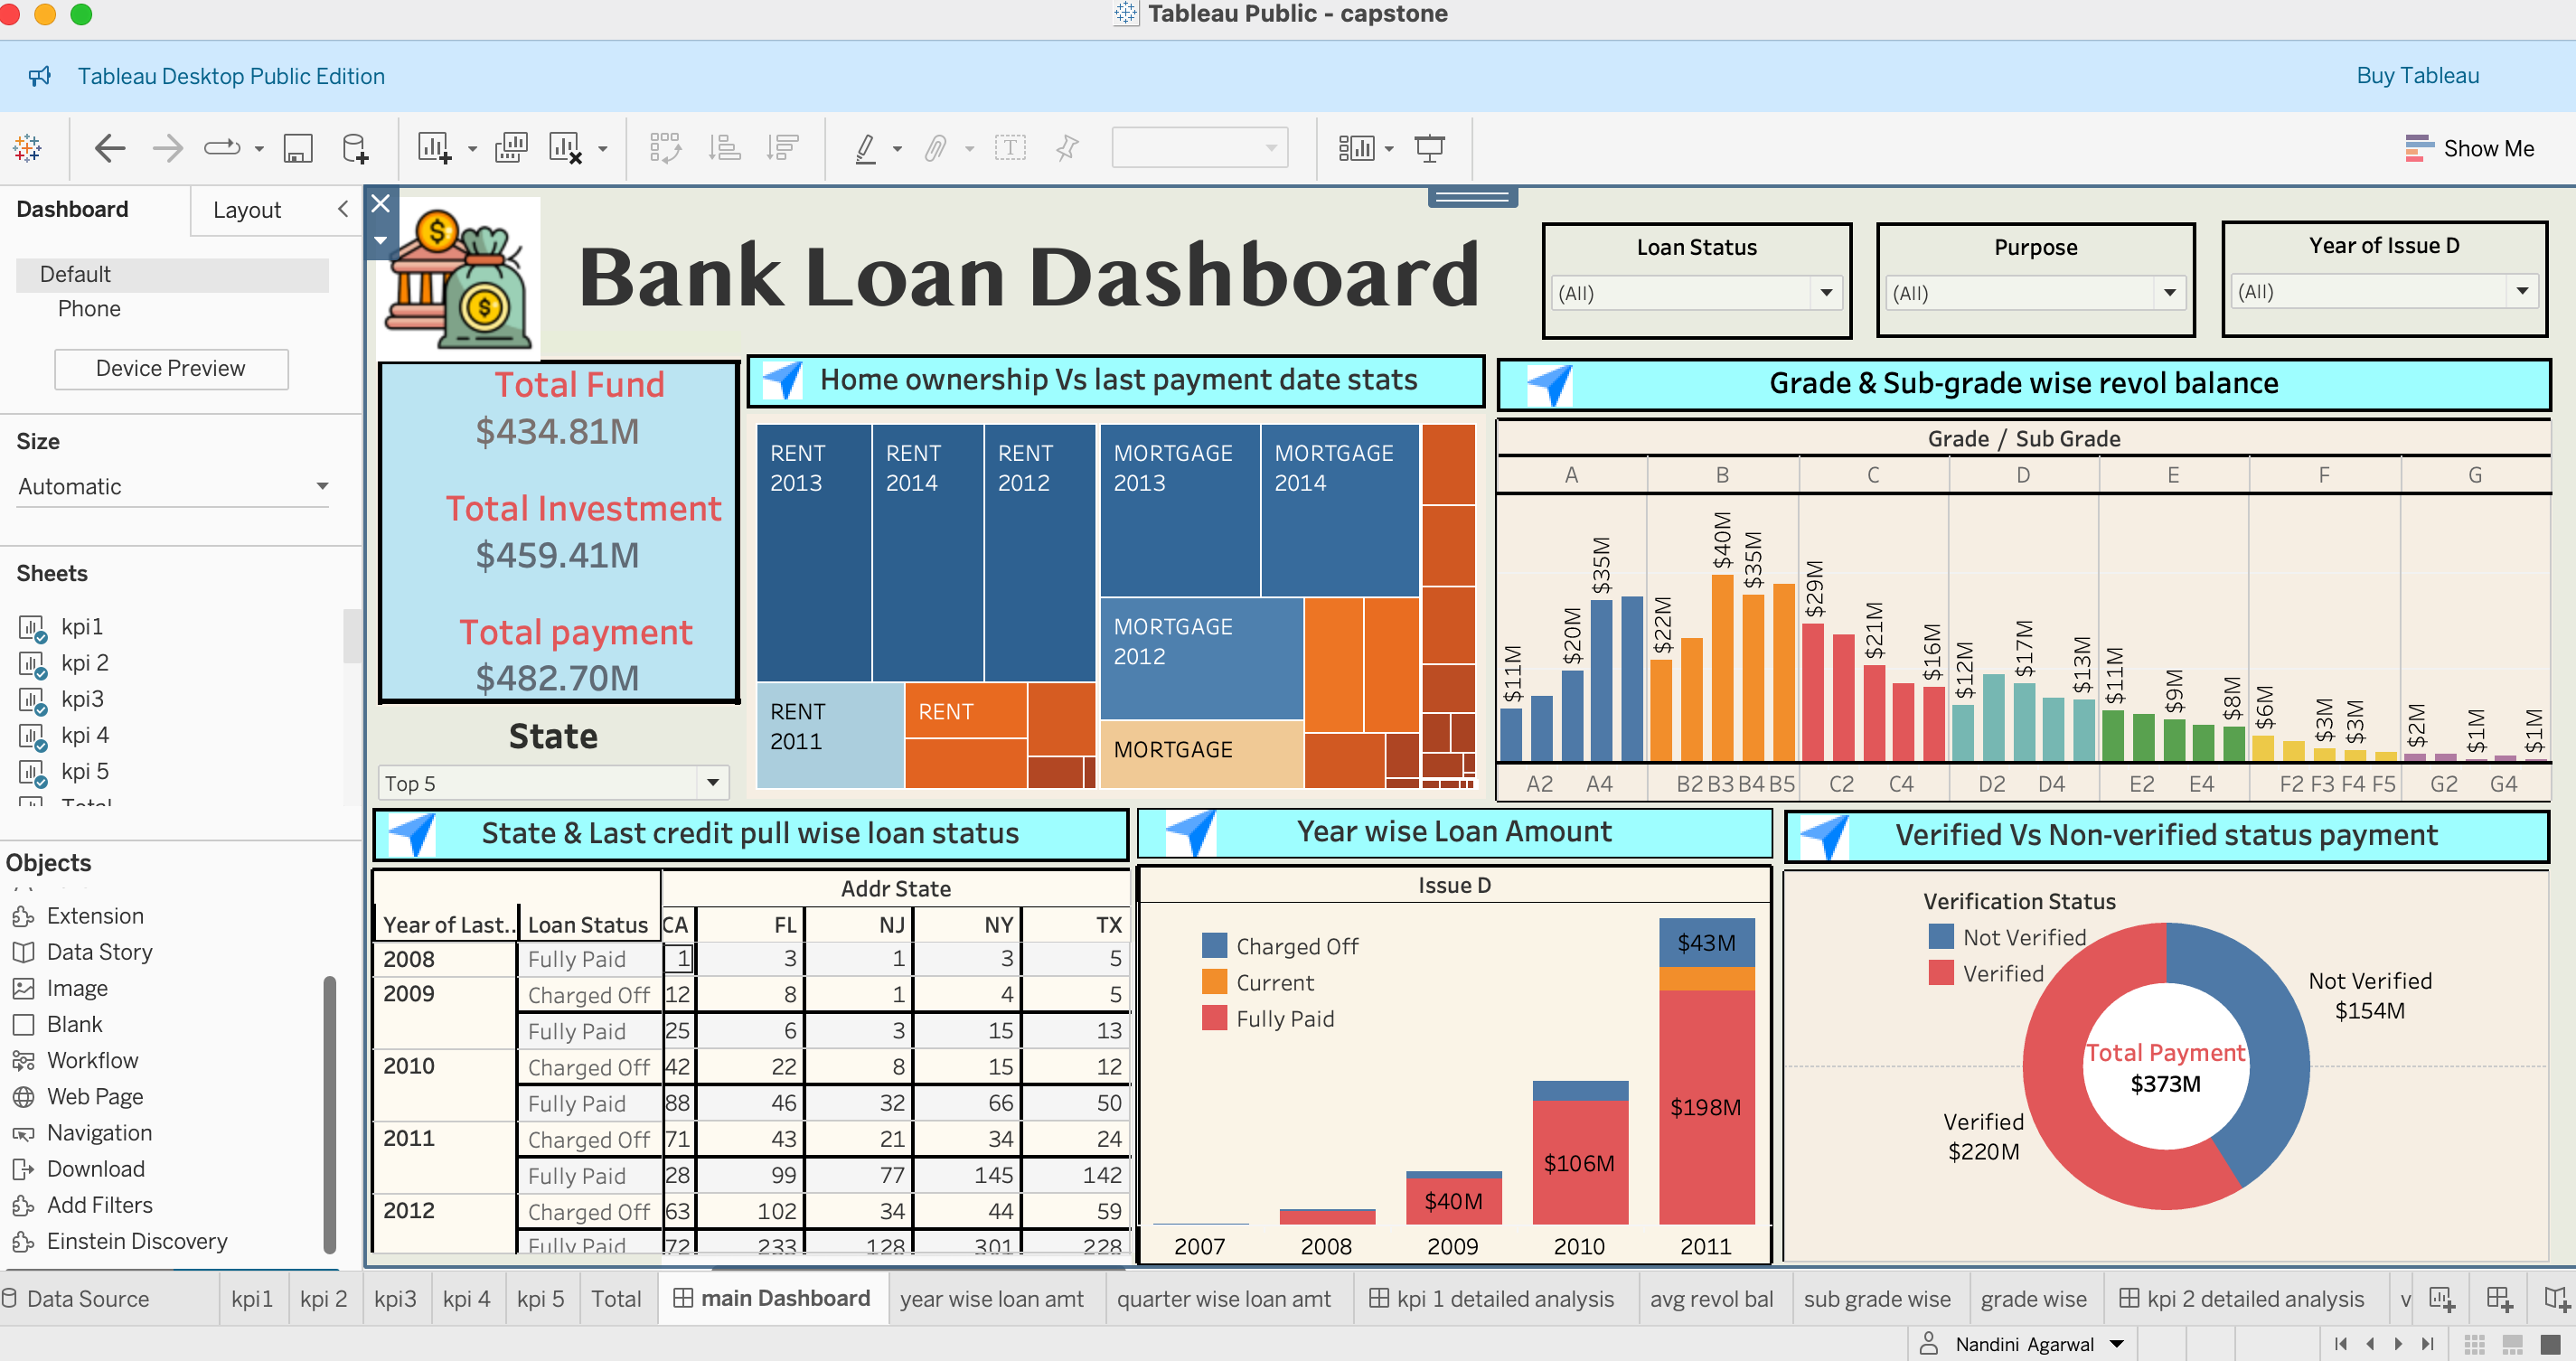 Tableau Public - capstone
Tableau Desktop Public Edition
Buy Tableau
Show Me
Dashboard
Layout
Default
Phone
Device Preview
Size
Automatic
Sheets
kpi1
kpi 2
kpi3
kpi 4
kpi 5
Objects
Extension
Data Story
Image
Blank
Workflow
Web Page
Navigation
Download
Add Filters
Einstein Discovery
Bank Loan Dashboard
Loan Status
(All)
Purpose
(All)
Year of Issue D
(All)
Total Fund
$434.81M
Total Investment
$459.41M
Total payment
$482.70M
State
Top 5
Home ownership Vs last payment date stats
RENT 2013
RENT 2014
RENT 2012
MORTGAGE 2013
MORTGAGE 2014
MORTGAGE 2012
RENT 2011
RENT
MORTGAGE
Grade & Sub-grade wise revol balance
Grade / Sub Grade
A B C D E F G
$11M $20M $35M $22M $40M $35M $29M $21M $16M $12M $17M $13M $11M $9M $8M $6M $3M $3M $2M $1M $1M
A2 A4 B2 B3 B4 B5 C2 C4 D2 D4 E2 E4 F2 F3 F4 F5 G2 G4
State & Last credit pull wise loan status
Addr State
Year of Last.. Loan Status CA FL NJ NY TX
2008 Fully Paid 1 3 1 3 5
2009 Charged Off 12 8 1 4 5
Fully Paid 25 6 3 15 13
2010 Charged Off 42 22 8 15 12
Fully Paid 88 46 32 66 50
2011 Charged Off 71 43 21 34 24
Fully Paid 28 99 77 145 142
2012 Charged Off 63 102 34 44 59
Fully Paid 72 233 128 301 228
Year wise Loan Amount
Issue D
Charged Off
Current
Fully Paid
$43M
$198M
$106M
$40M
2007 2008 2009 2010 2011
Verified Vs Non-verified status payment
Verification Status
Not Verified
Verified
Not Verified
$154M
Total Payment
$373M
Verified
$220M
Data Source kpi1 kpi 2 kpi3 kpi 4 kpi 5 Total main Dashboard year wise loan amt quarter wise loan amt kpi 1 detailed analysis avg revol bal sub grade wise grade wise kpi 2 detailed analysis
Nandini Agarwal